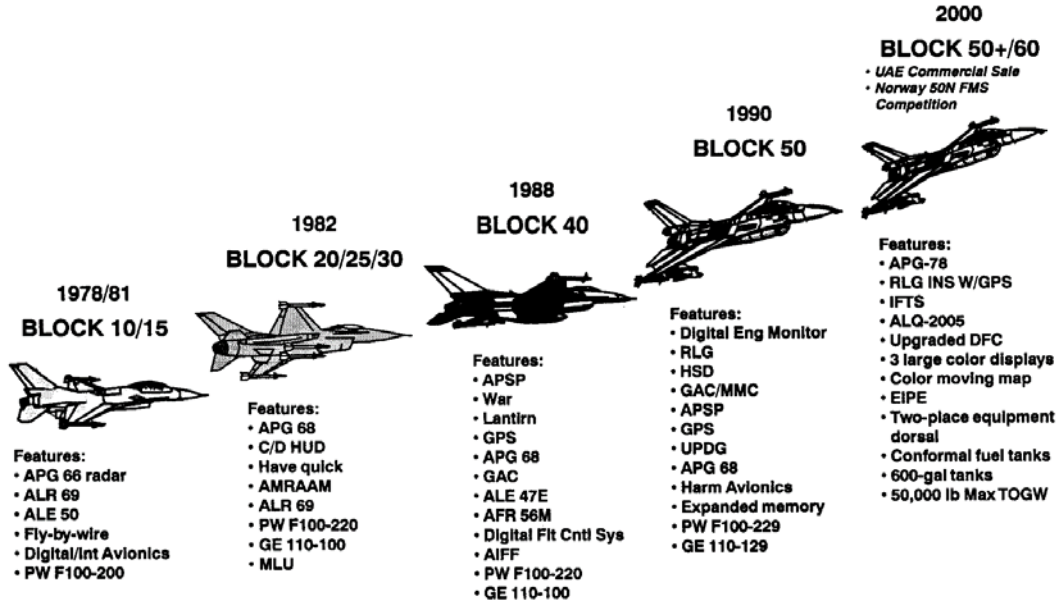 1978/81
BLOCK 10/15
Features:
• APG 66 radar
• ALR 69
• ALE 50
• Fly-by-wire
• Digital/Int Avionics
• PW F100-200
1982
BLOCK 20/25/30
Features:
• APG 68
• C/D HUD
• Have quick
• AMRAAM
• ALR 69
• PW F100-220
• GE 110-100
• MLU
1988
BLOCK 40
Features:
• APSP
• War
• Lantirn
• GPS
• APG 68
• GAC
• ALE 47E
• AFR 56M
• Digital Flt Cntl Sys
• AIFF
• PW F100-220
• GE 110-100
1990
BLOCK 50
Features:
• Digital Eng Monitor
• RLG
• HSD
• GAC/MMC
• APSP
• GPS
• UPDG
• APG 68
• Harm Avionics
• Expanded memory
• PW F100-229
• GE 110-129
2000
BLOCK 50+/60
• UAE Commercial Sale
• Norway 50N FMS
Competition
Features:
• APG-78
• RLG INS W/GPS
• IFTS
• ALQ-2005
• Upgraded DFC
• 3 large color displays
• Color moving map
• EIPE
• Two-place equipment
dorsal
• Conformal fuel tanks
• 600-gal tanks
• 50,000 lb Max TOGW